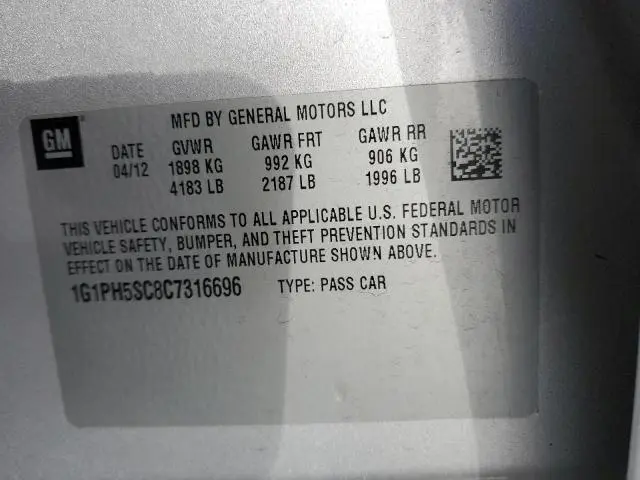 GM
MFD BY GENERAL MOTORS LLC
DATE GVWR GAWR FRT GAWR RR
04/12 1898 KG 992 KG 906 KG
4183 LB 2187 LB 1996 LB
THIS VEHICLE CONFORMS TO ALL APPLICABLE U.S. FEDERAL MOTOR
VEHICLE SAFETY, BUMPER, AND THEFT PREVENTION STANDARDS IN
EFFECT ON THE DATE OF MANUFACTURE SHOWN ABOVE.
1G1PH5SC8C7316696 TYPE: PASS CAR